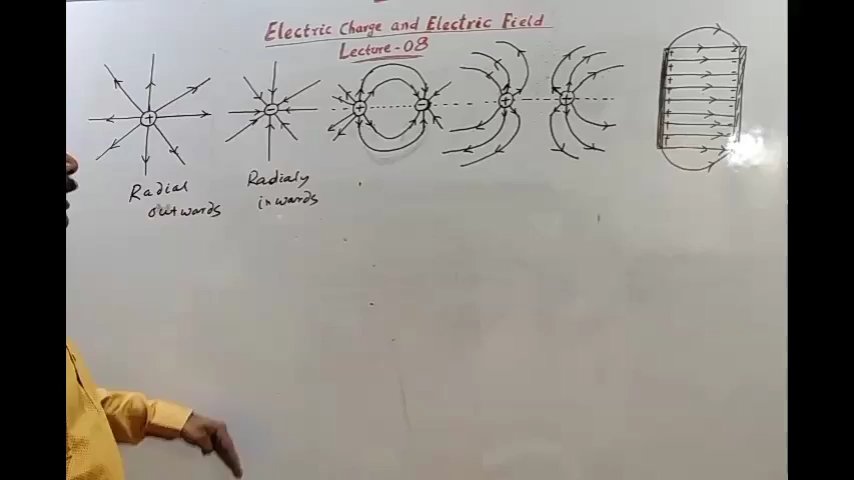 Electric Charge and Electric Field
Lecture-08
Radial
outwards
Radialy
inwards